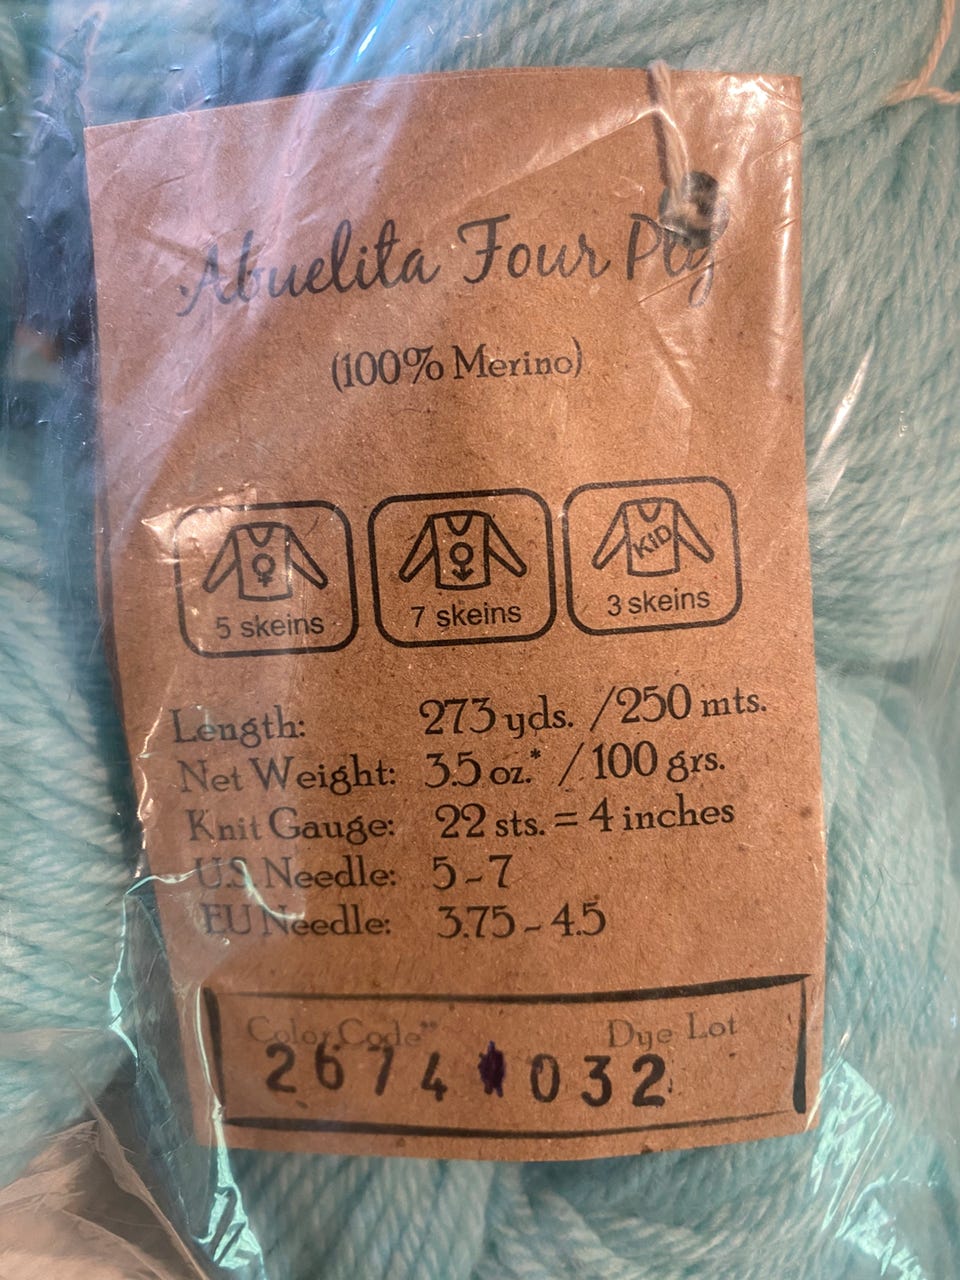 Abuelita Four Ply
(100% Merino)
KID
5 skeins 7 skeins 3 skeins
Length: 273 yds. /250 mts.
Net Weight: 3.5 oz.* / 100 grs.
Knit Gauge: 22 sts. = 4 inches
U.S. Needle: 5-7
EU Needle: 3.75-4.5
Color Code** Dye Lot
2674 032